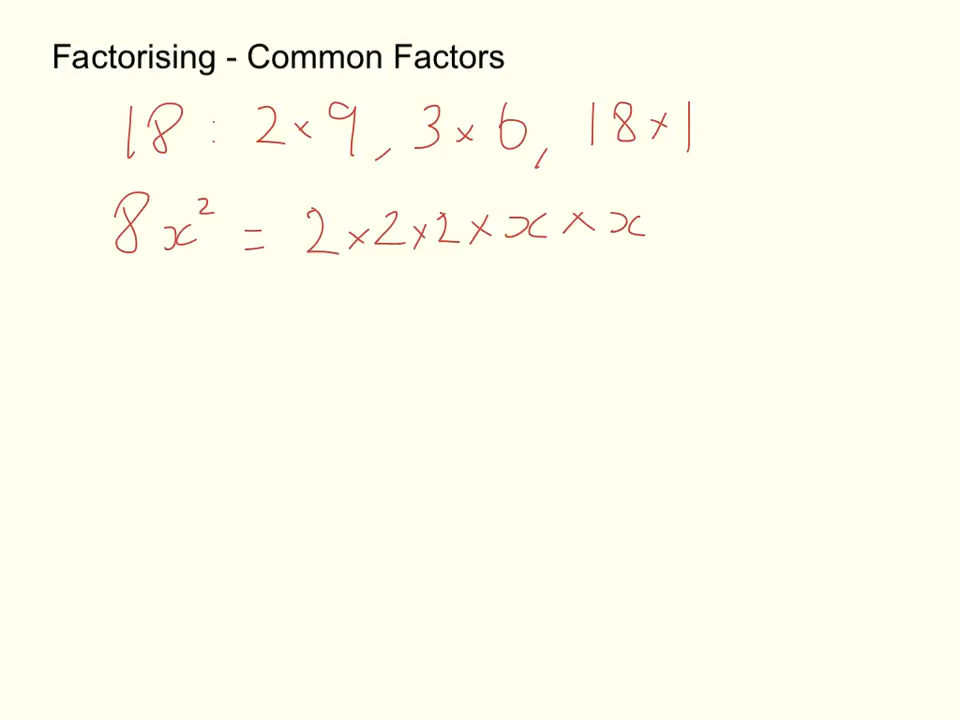 Factorising - Common Factors
18 : 2 × 9 , 3 × 6 , 18 × 1
8x² = 2 × 2 × 2 × x × x